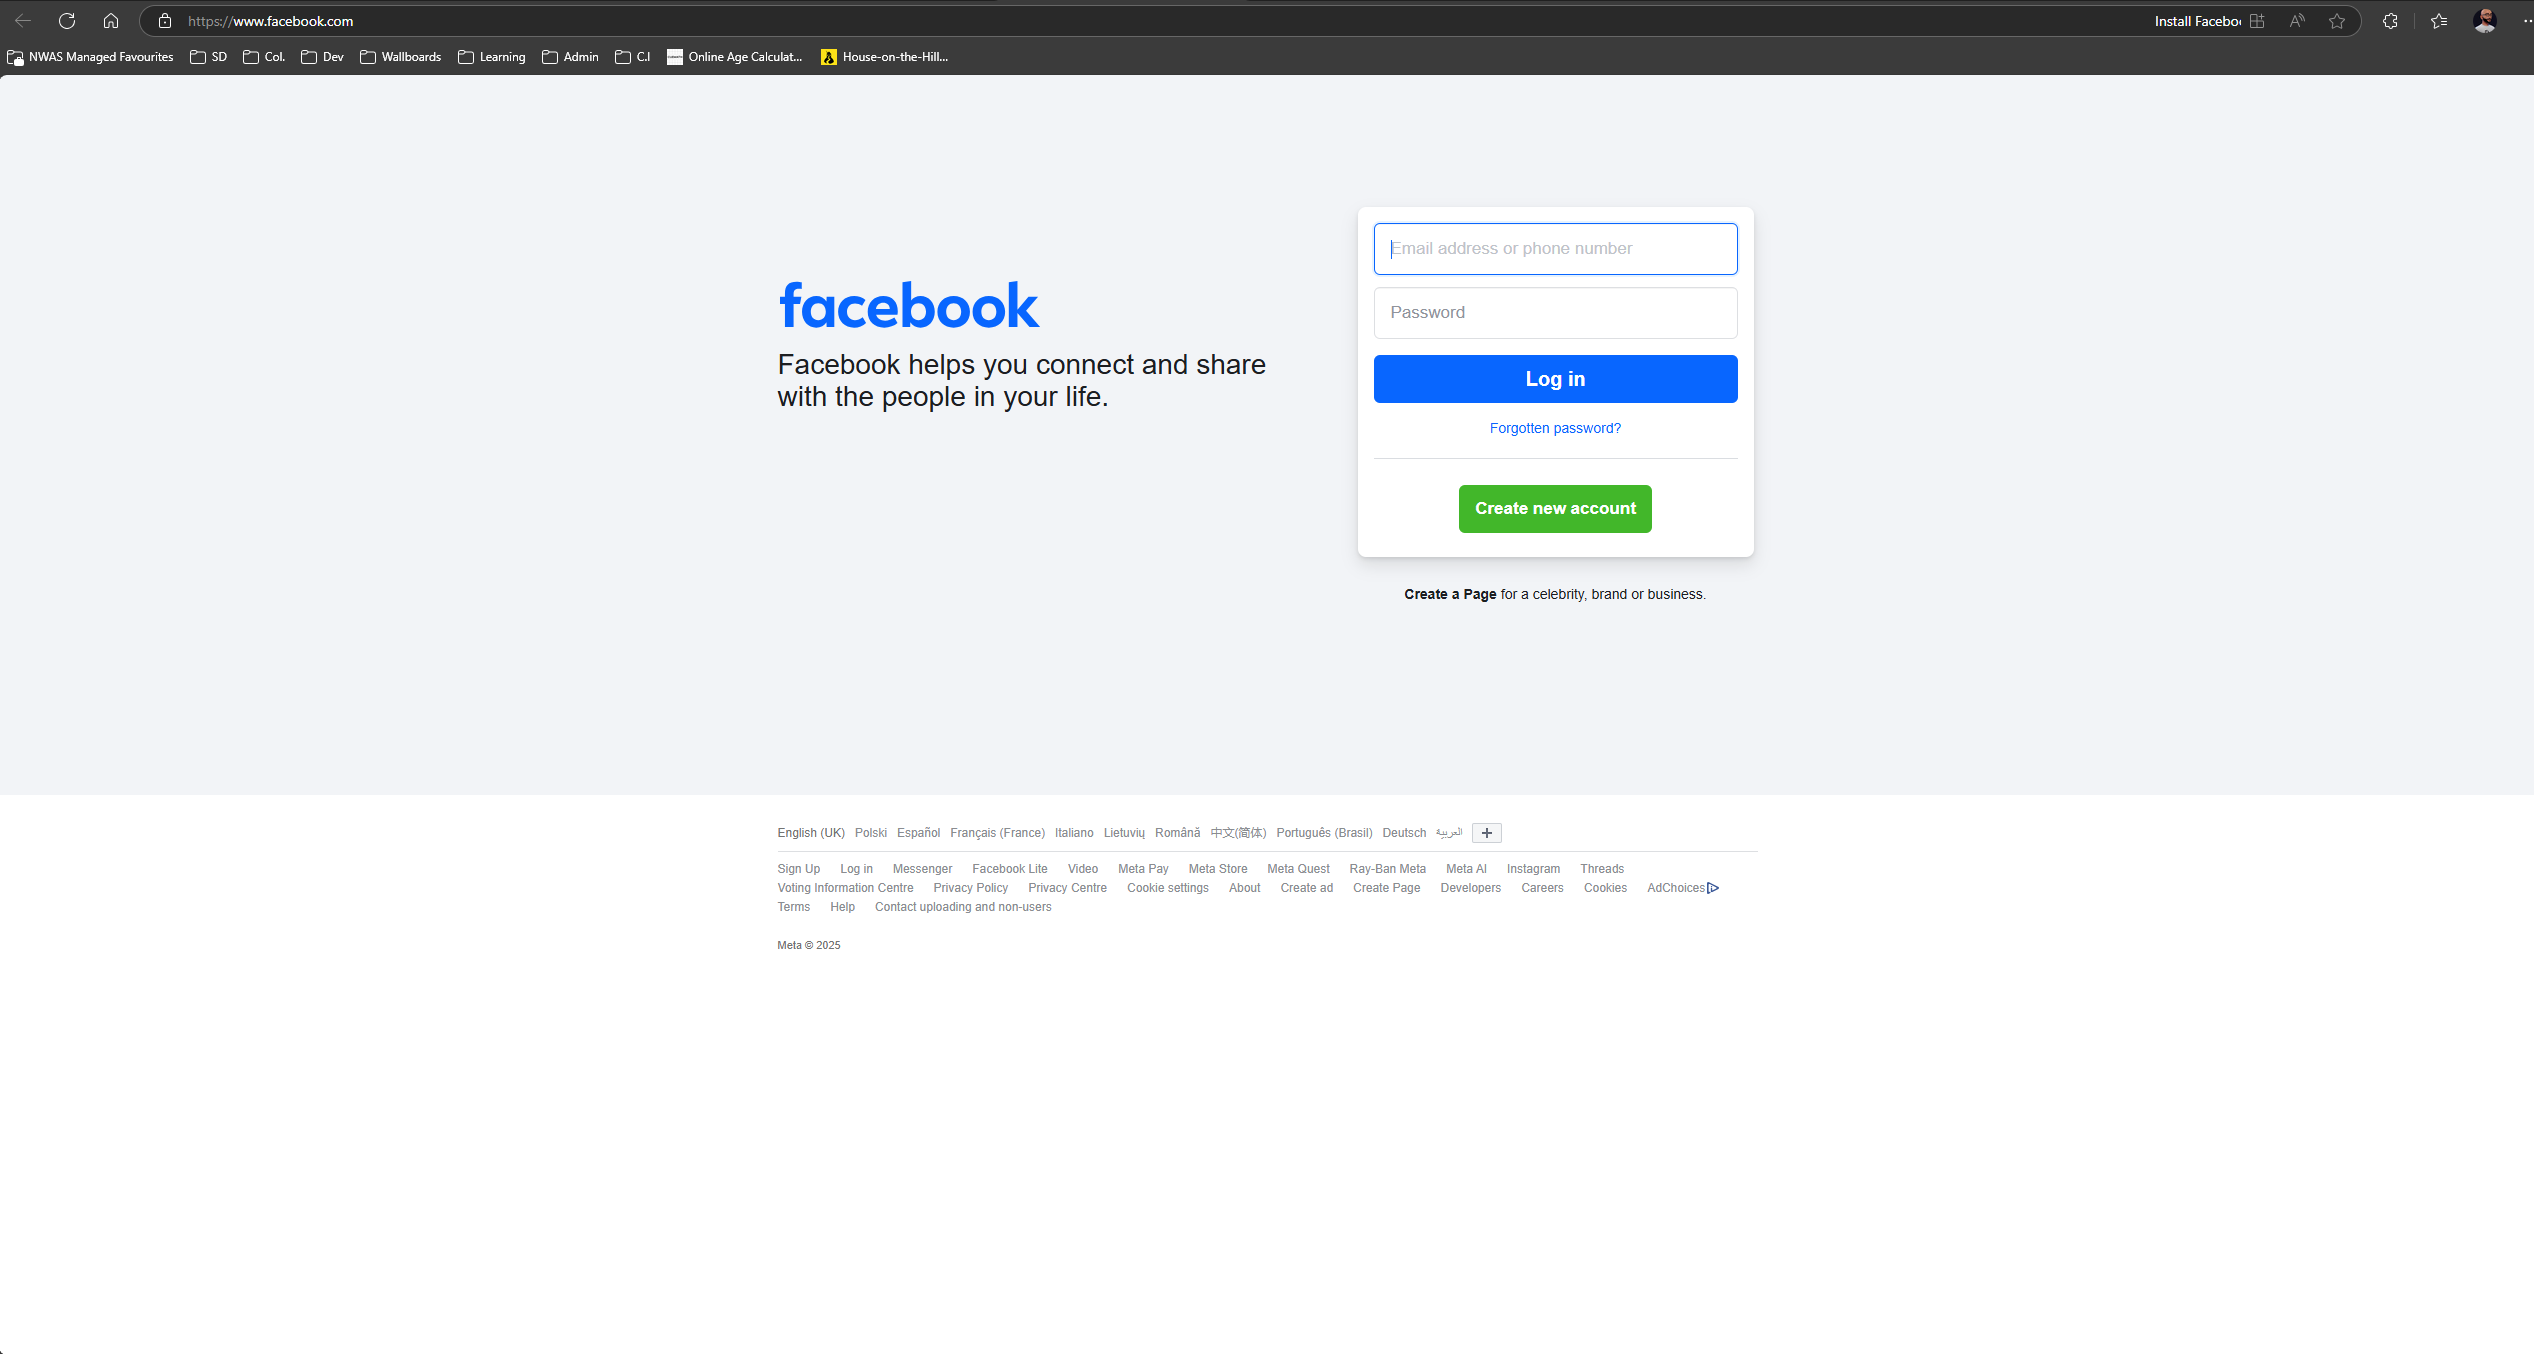 https://www.facebook.com
Install Faceboo
NWAS Managed Favourites SD Col. Dev Wallboards Learning Admin C.I Online Age Calculat... House-on-the-Hill...
Email address or phone number
Password
facebook
Facebook helps you connect and share
with the people in your life.
Log in
Forgotten password?
Create new account
Create a Page for a celebrity, brand or business.
English (UK) Polski Español Français (France) Italiano Lietuvių Română 中文(简体) Português (Brasil) Deutsch العربية
Sign Up Log in Messenger Facebook Lite Video Meta Pay Meta Store Meta Quest Ray-Ban Meta Meta AI Instagram Threads
Voting Information Centre Privacy Policy Privacy Centre Cookie settings About Create ad Create Page Developers Careers Cookies AdChoices
Terms Help Contact uploading and non-users
Meta © 2025